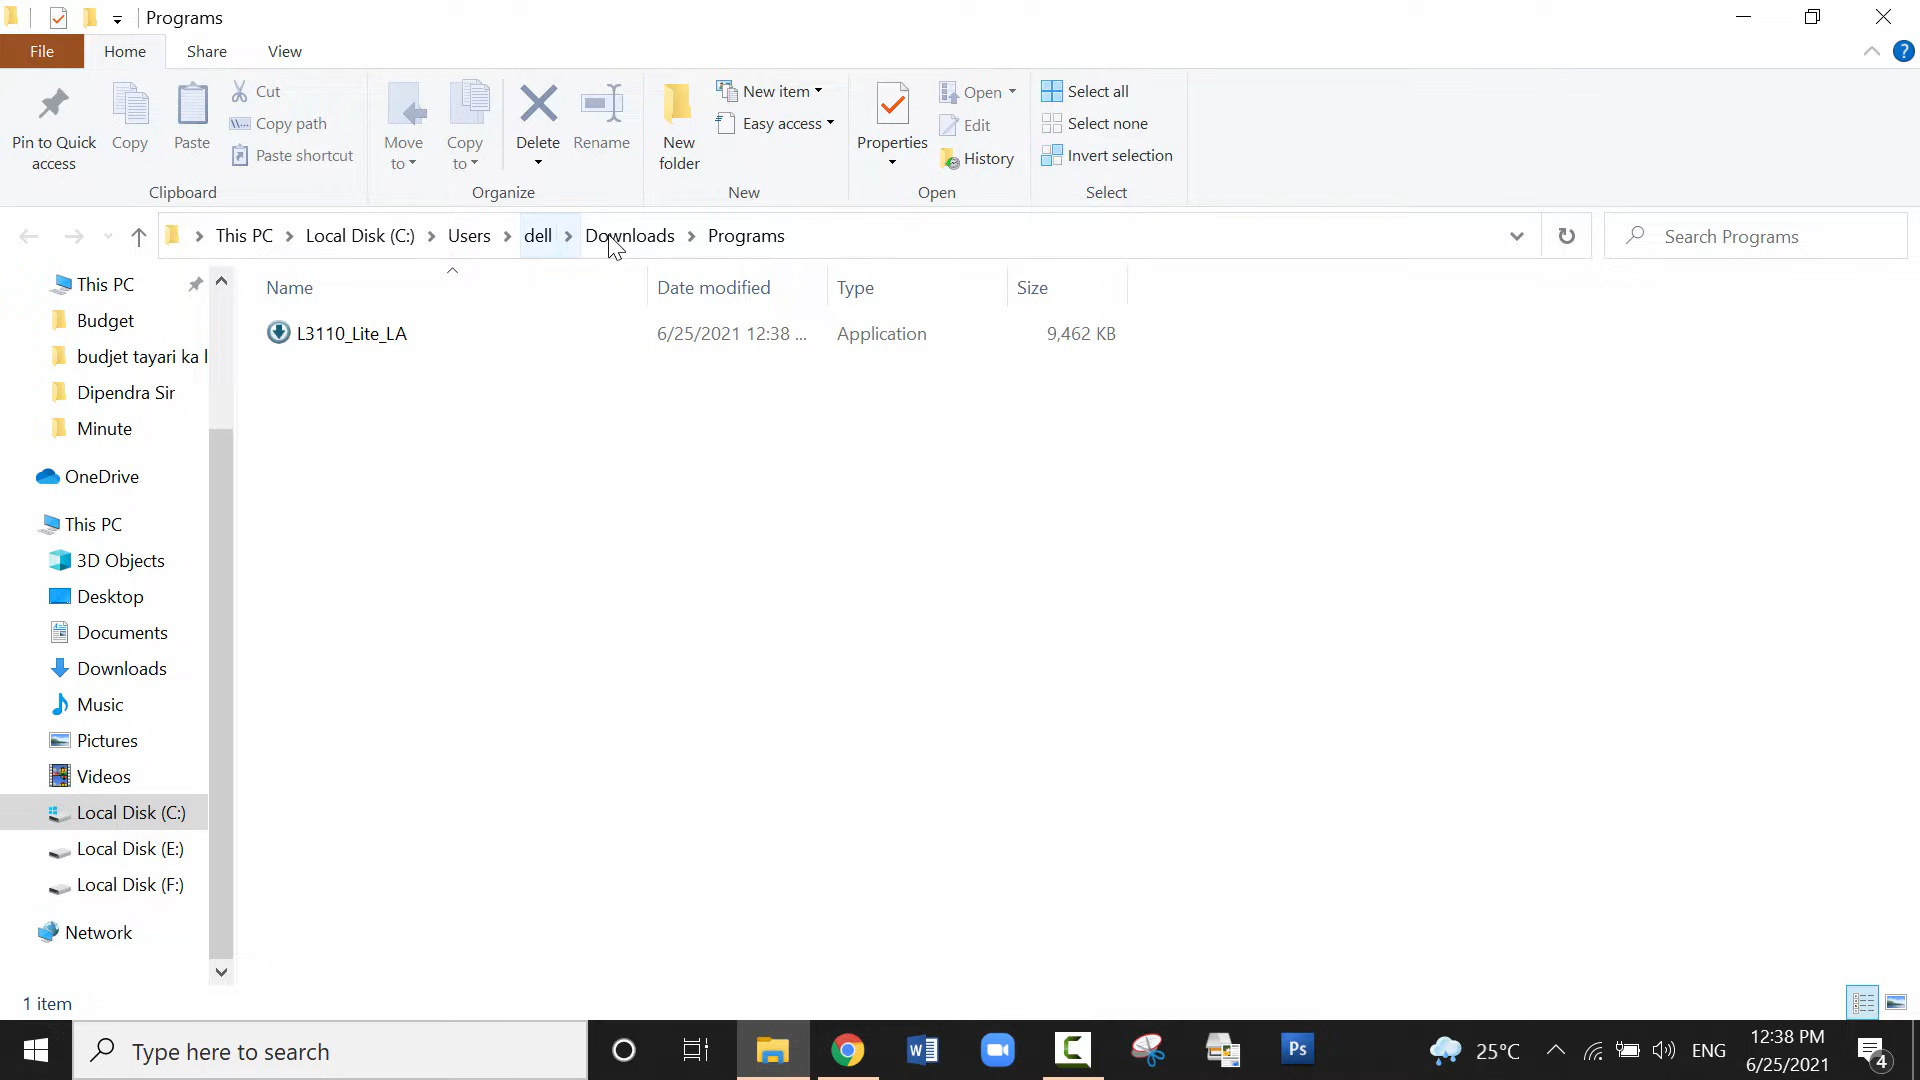 Programs
File
Home
Share
View
Pin to Quick access
Copy
Paste
Cut
Copy path
Paste shortcut
Clipboard
Move to
Copy to
Delete
Rename
Organize
New folder
New item
Easy access
New
Properties
Open
Edit
History
Open
Select all
Select none
Invert selection
Select
This PC
Local Disk (C:)
Users
dell
Downloads
Programs
Search Programs
This PC
Budget
budjet tayari ka l
Dipendra Sir
Minute
OneDrive
This PC
3D Objects
Desktop
Documents
Downloads
Music
Pictures
Videos
Local Disk (C:)
Local Disk (E:)
Local Disk (F:)
Network
Name
Date modified
Type
Size
L3110_Lite_LA
6/25/2021 12:38 ...
Application
9,462 KB
1 item
Type here to search
Ps
25°C
ENG
12:38 PM
6/25/2021
4